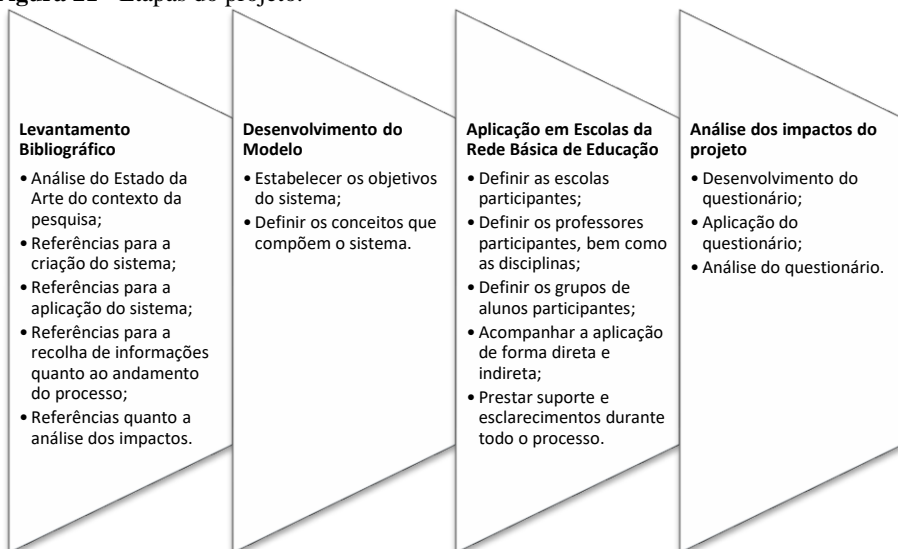 Etapas do projeto.
Levantamento
Bibliográfico
• Análise do Estado da
Arte do contexto da
pesquisa;
• Referências para a
criação do sistema;
• Referências para a
aplicação do sistema;
• Referências para a
recolha de informações
quanto ao andamento
do processo;
• Referências quanto a
análise dos impactos.
Desenvolvimento do
Modelo
• Estabelecer os objetivos
do sistema;
• Definir os conceitos que
compõem o sistema.
Aplicação em Escolas da
Rede Básica de Educação
• Definir as escolas
participantes;
• Definir os professores
participantes, bem como
as disciplinas;
• Definir os grupos de
alunos participantes;
• Acompanhar a aplicação
de forma direta e
indireta;
• Prestar suporte e
esclarecimentos durante
todo o processo.
Análise dos impactos do
projeto
• Desenvolvimento do
questionário;
• Aplicação do
questionário;
• Análise do questionário.